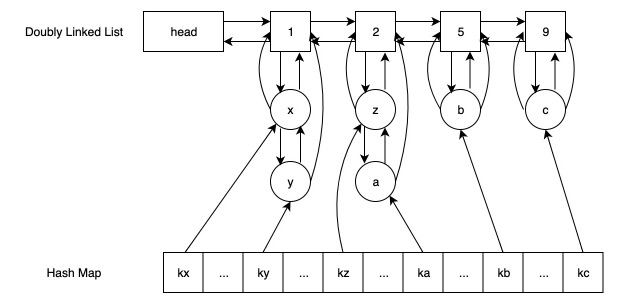 Doubly Linked List head 1 2 5 9
x z b c
y a
Hash Map kx ... ky ... kz ... ka ... kb ... kc